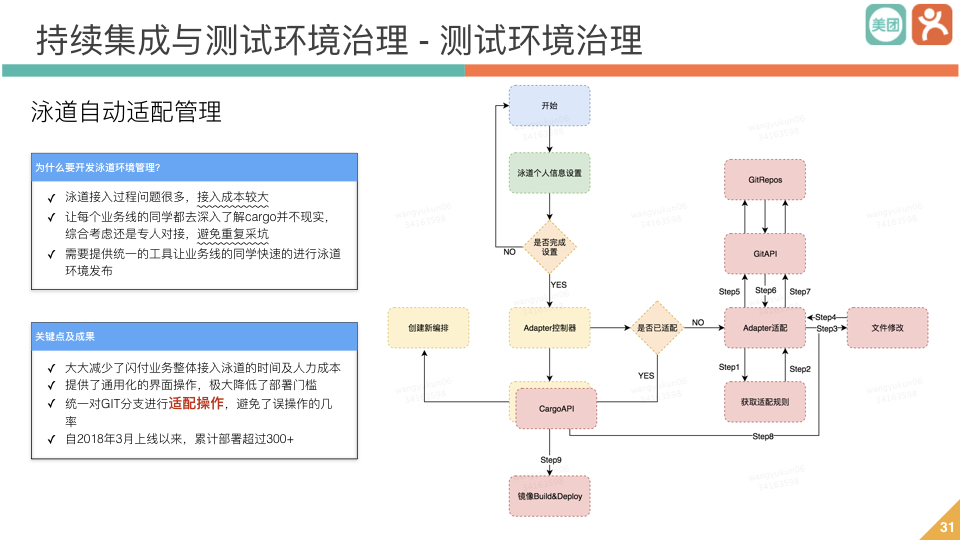 持续集成与测试环境治理 - 测试环境治理
美团
泳道自动适配管理
为什么要开发泳道环境管理?
✓ 泳道接入过程问题很多，接入成本较大
✓ 让每个业务线的同学都去深入了解cargo并不现实，
综合考虑还是专人对接，避免重复采坑
✓ 需要提供统一的工具让业务线的同学快速的进行泳道
环境发布
关键点及成果
✓ 大大减少了闪付业务整体接入泳道的时间及人力成本
✓ 提供了通用化的界面操作，极大降低了部署门槛
✓ 统一对GIT分支进行适配操作，避免了误操作的几
率
✓ 自2018年3月上线以来，累计部署超过300+
开始
泳道个人信息设置
是否完成
设置
NO
YES
创建新编排
Adapter控制器
是否已适配
NO
YES
CargoAPI
Step9
镜像Build&Deploy
GitRepos
GitAPI
Step5
Step6
Step7
Adapter适配
Step4
Step3
文件修改
Step1
Step2
获取适配规则
Step8
wangyuxun06
74163598
31